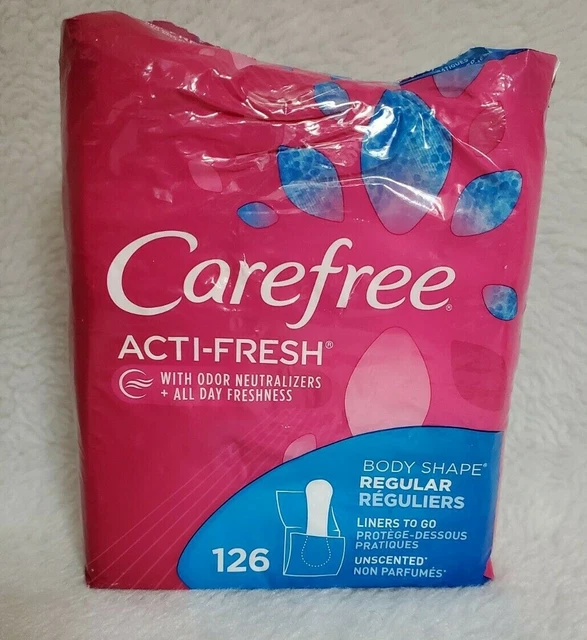 Carefree®
ACTI-FRESH®
WITH ODOR NEUTRALIZERS
+ ALL DAY FRESHNESS
BODY SHAPE®
REGULAR
RÉGULIERS
LINERS TO GO
PROTÈGE-DESSOUS
PRATIQUES
UNSCENTED*
NON PARFUMÉS*
126